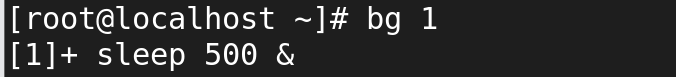 [root@localhost ~]# bg 1
[1]+ sleep 500 &